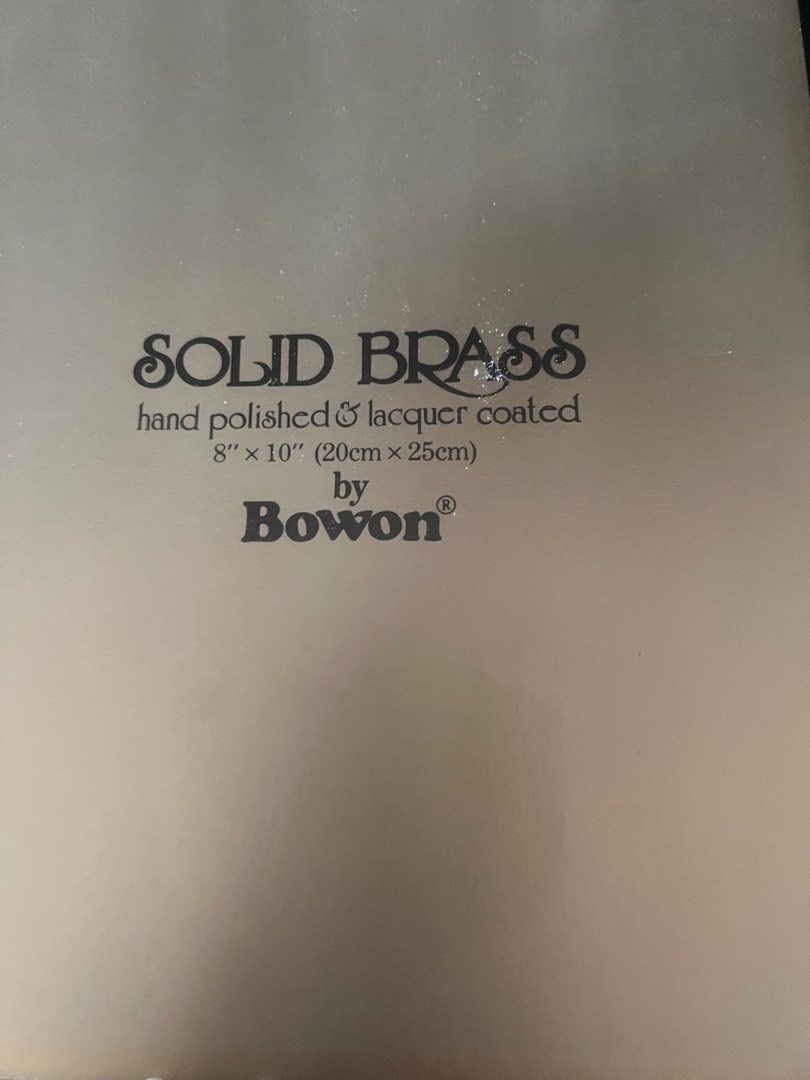 SOLID BRASS
hand polished & lacquer coated
8″ × 10″ (20cm × 25cm)
by
Bowon®